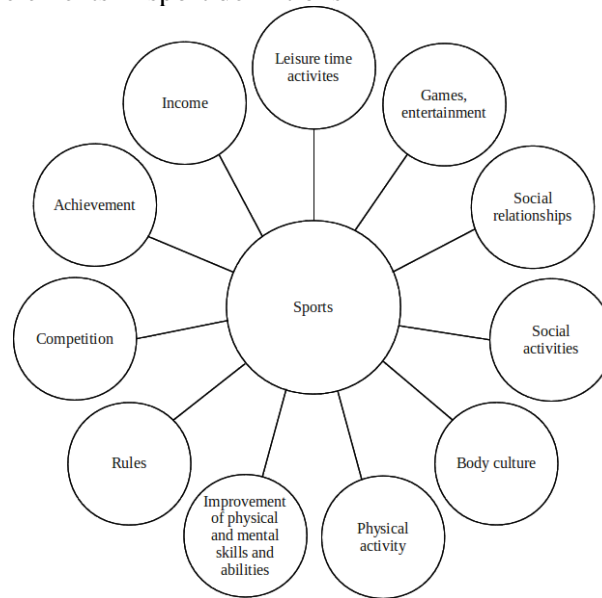 Leisure time
activites
Games,
entertainment
Income
Social
relationships
Achievement
Sports
Social
activities
Competition
Body culture
Rules
Improvement
of physical
and mental
skills and
abilities
Physical
activity